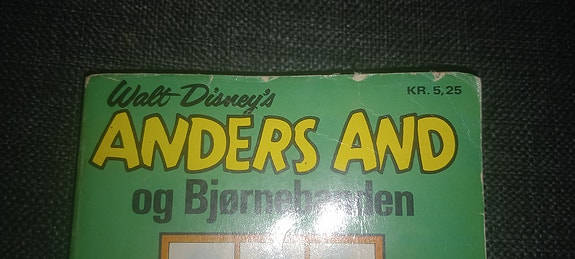 Walt Disney's
KR. 5,25
ANDERS AND
og Bjørnebanden